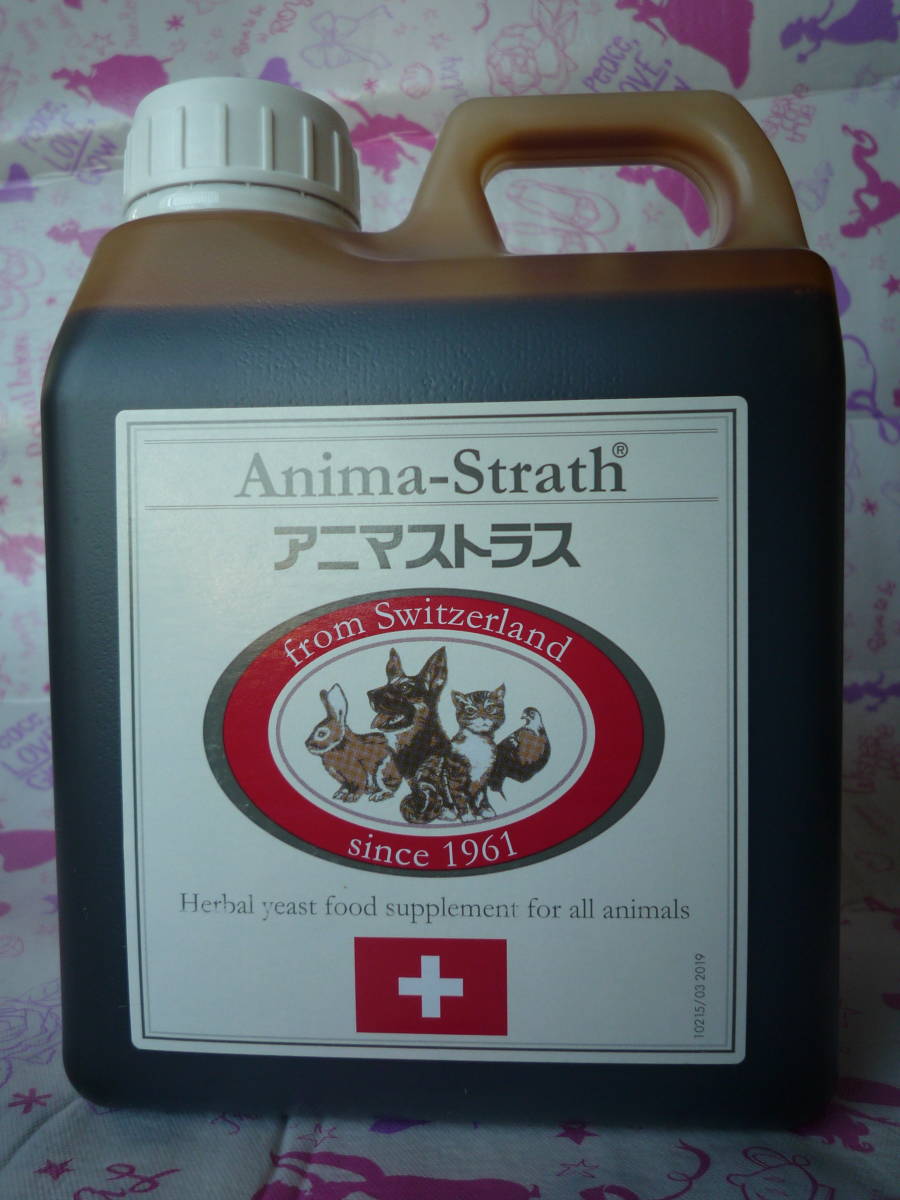 Anima-Strath®
アニマストラス
from Switzerland
since 1961
Herbal yeast food supplement for all animals
10215/03 2019